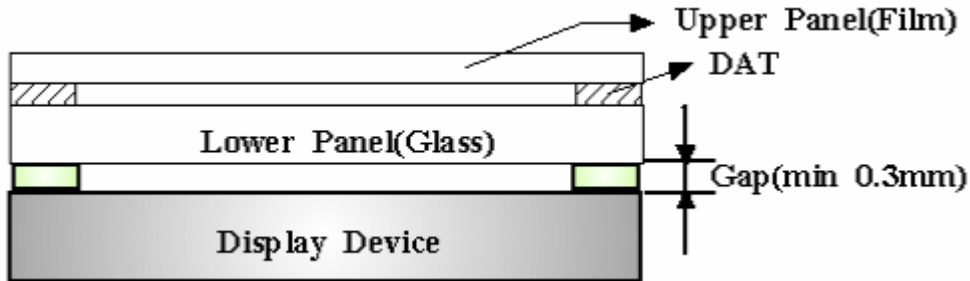 Upper Panel(Film)
DAT
Lower Panel(Glass)
Gap(min 0.3mm)
Display Device